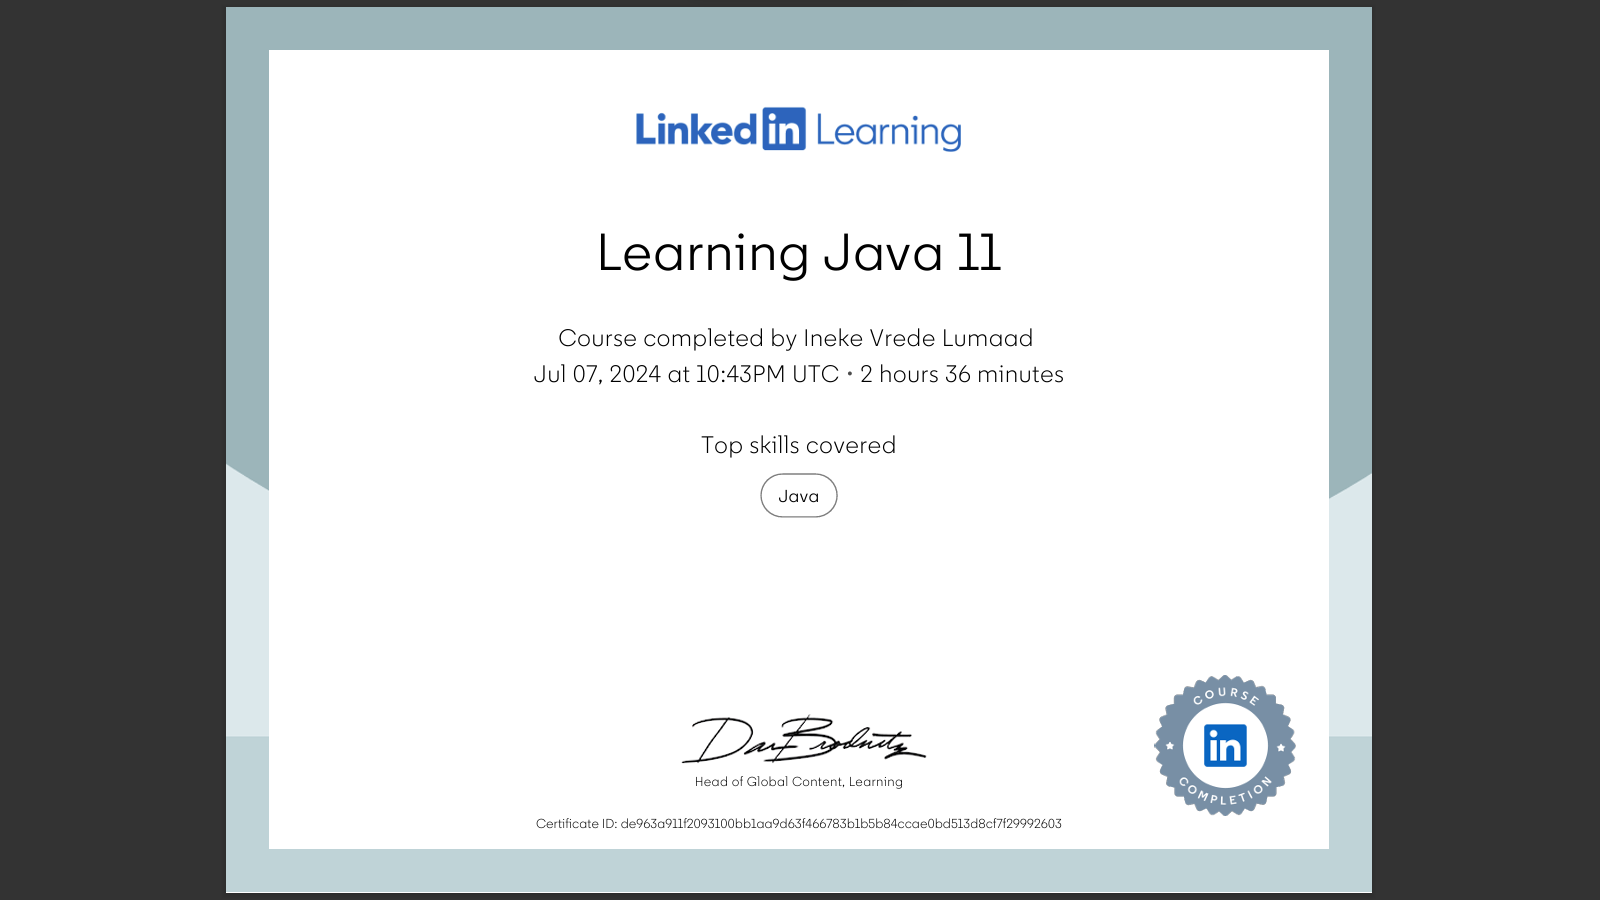 LinkedIn Learning
Learning Java 11
Course completed by Ineke Vrede Lumaad
Jul 07, 2024 at 10:43PM UTC • 2 hours 36 minutes
Top skills covered
Java
Dan Brodnitz
Head of Global Content, Learning
COURSE
in
COMPLETION
Certificate ID: de963a911f2093100bb1aa9d63f466783b1b5b84ccae0bd513d8cf7f29992603